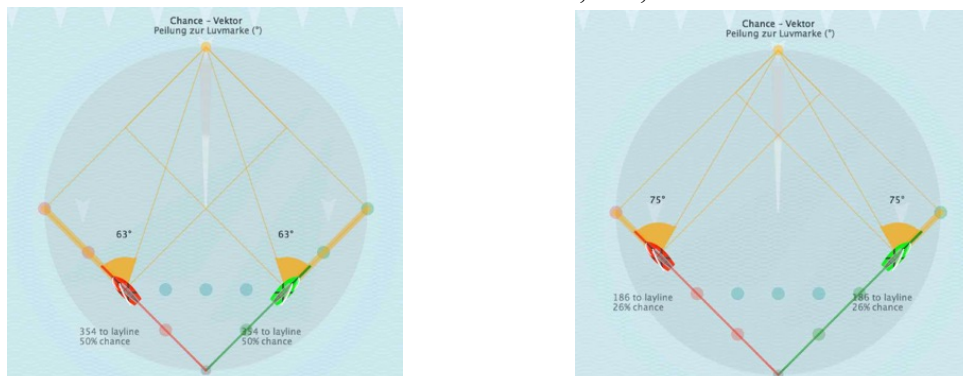 Chance - Vektor
Peilung zur Luvmarke (°)
63°
63°
354 to layline
50% chance
354 to layline
50% chance
Chance - Vektor
Peilung zur Luvmarke (°)
75°
75°
186 to layline
26% chance
186 to layline
26% chance